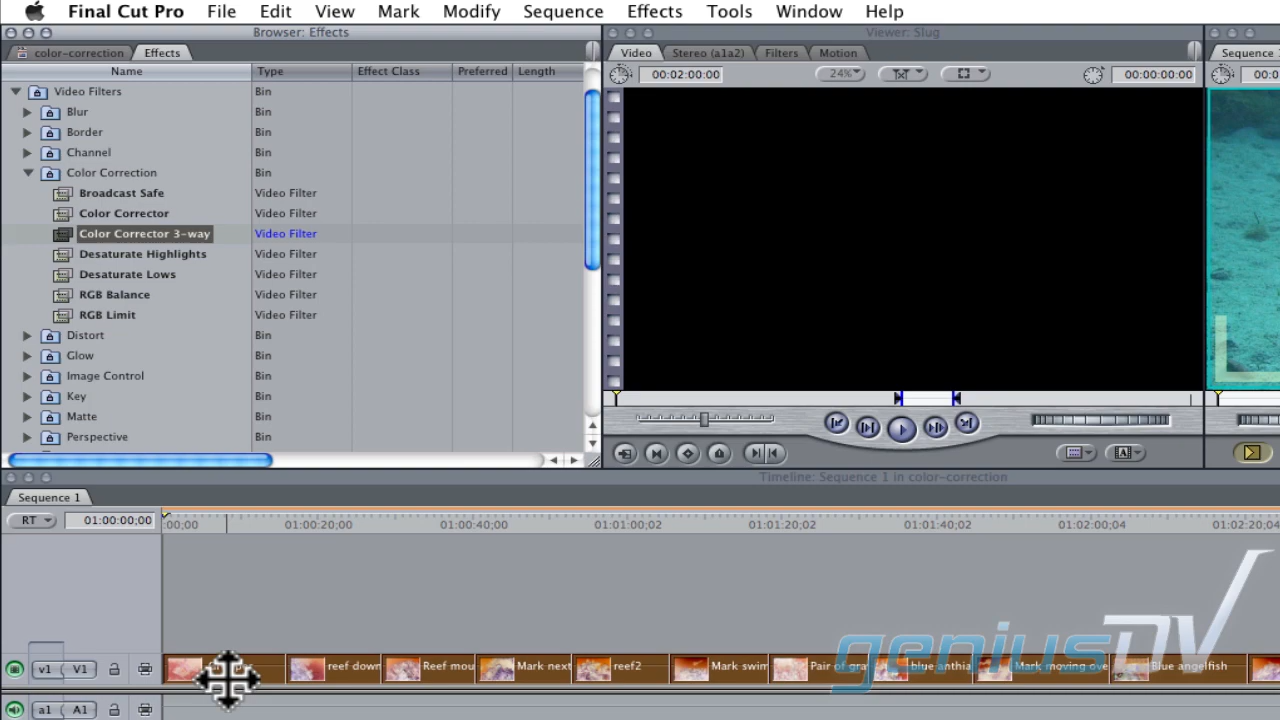 Final Cut Pro File Edit View Mark Modify Sequence Effects Tools Window Help
Browser: Effects
Viewer: Slug
color-correction Effects
Video Stereo (a1a2) Filters Motion
Sequence 1
Name Type Effect Class Preferred Length
00:02:00:00 24% 00:00:00:00
Video Filters Bin
Blur Bin
Border Bin
Channel Bin
Color Correction Bin
Broadcast Safe Video Filter
Color Corrector Video Filter
Color Corrector 3-way Video Filter
Desaturate Highlights Video Filter
Desaturate Lows Video Filter
RGB Balance Video Filter
RGB Limit Video Filter
Distort Bin
Glow Bin
Image Control Bin
Key Bin
Matte Bin
Perspective Bin
Timeline: Sequence 1 in color-correction
Sequence 1
RT 01:00:00;00 :00;00 01:00:20;00 01:00:40;00 01:01:00;02 01:01:20;02 01:01:40;02 01:02:00;04 01:02:20;04
geniusDV
v1 V1 reef down Reef mou Mark next reef2 Mark swim Pair of gra blue anthia Mark moving ove Blue angelfish
a1 A1